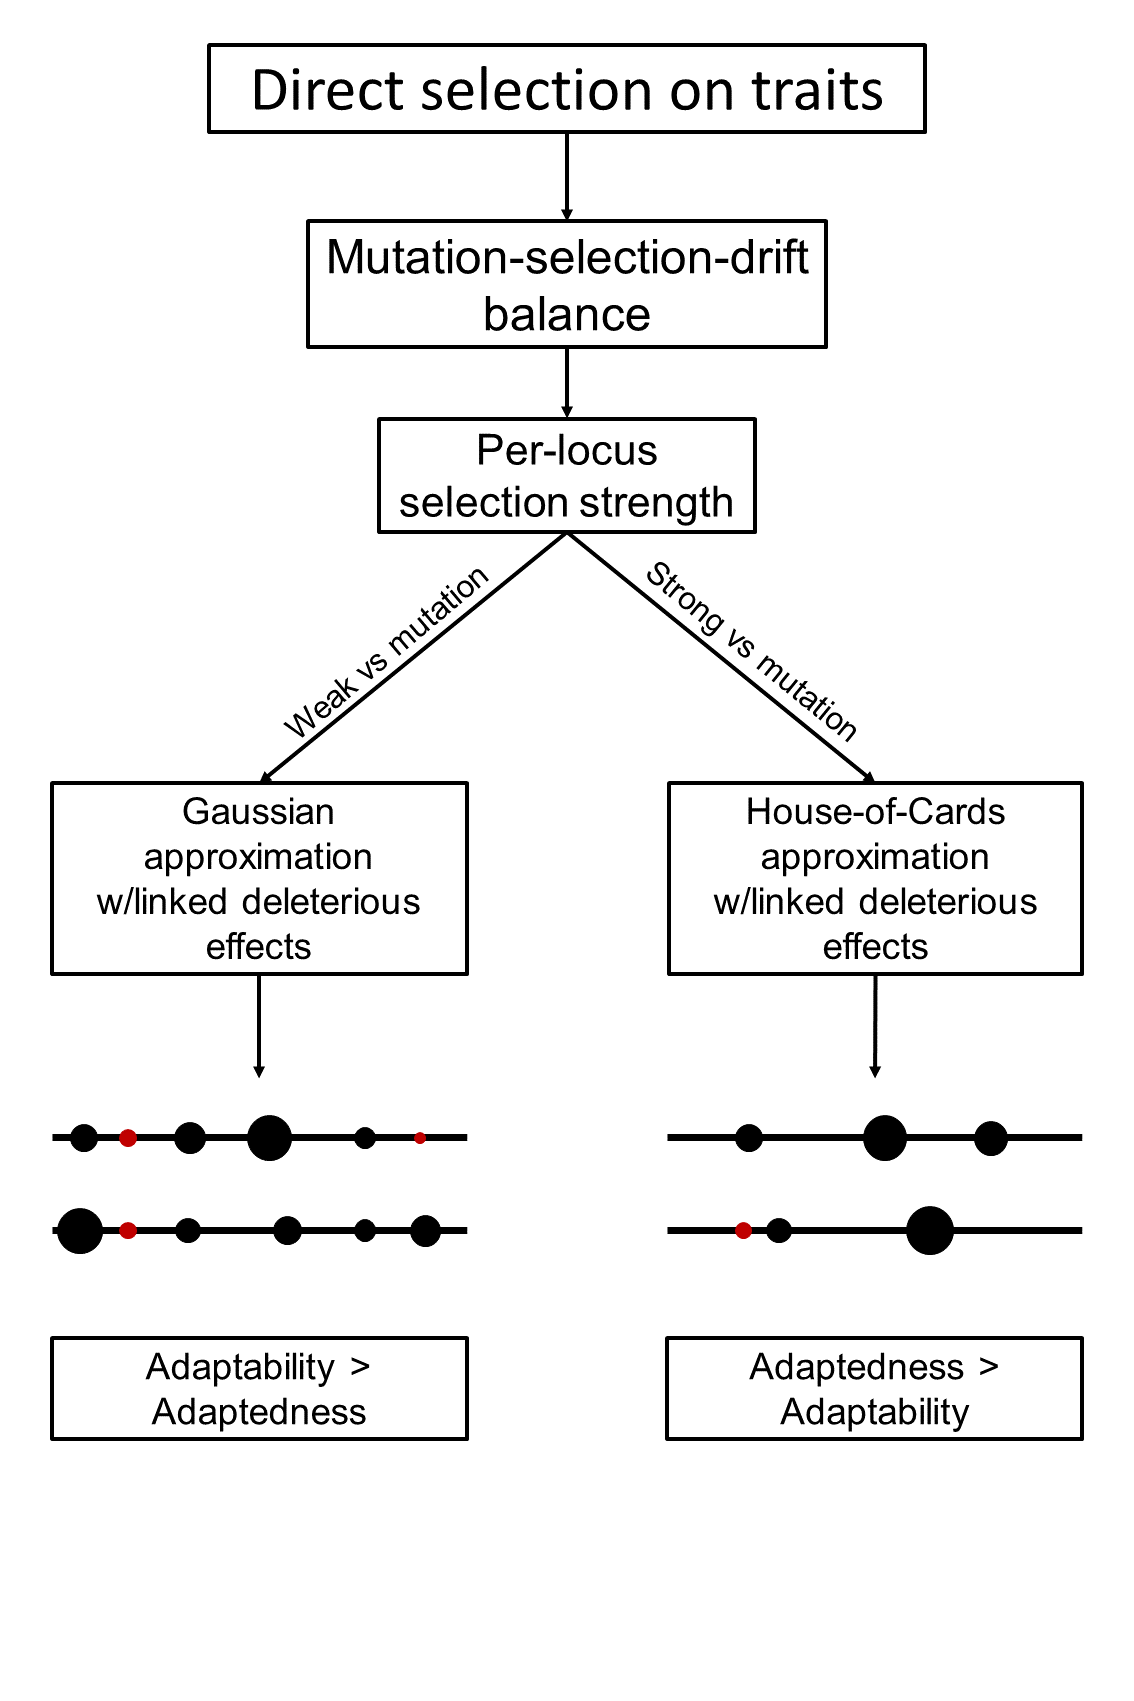 Direct selection on traits
Mutation-selection-drift
balance
Per-locus
selection strength
Weak vs mutation
Strong vs mutation
Gaussian
approximation
w/linked deleterious
effects
House-of-Cards
approximation
w/linked deleterious
effects
Adaptability >
Adaptedness
Adaptedness >
Adaptability